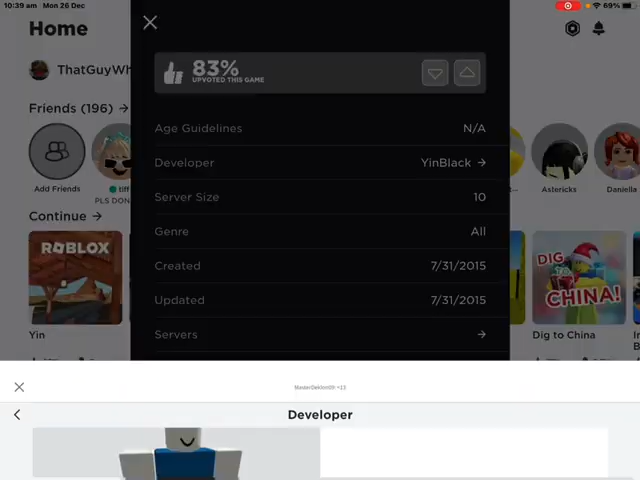 10:39 am Mon 26 Dec
69%
Home
ThatGuyWh
83%
UPVOTED THIS GAME
Friends (196) →
Age Guidelines N/A
Developer YinBlack →
Server Size 10
Genre All
Created 7/31/2015
Updated 7/31/2015
Servers →
Add Friends
tiff
PLS DON
Astericks
Daniella
Continue →
ROBLOX
DIG TO CHINA!
Yin
Dig to China
Developer